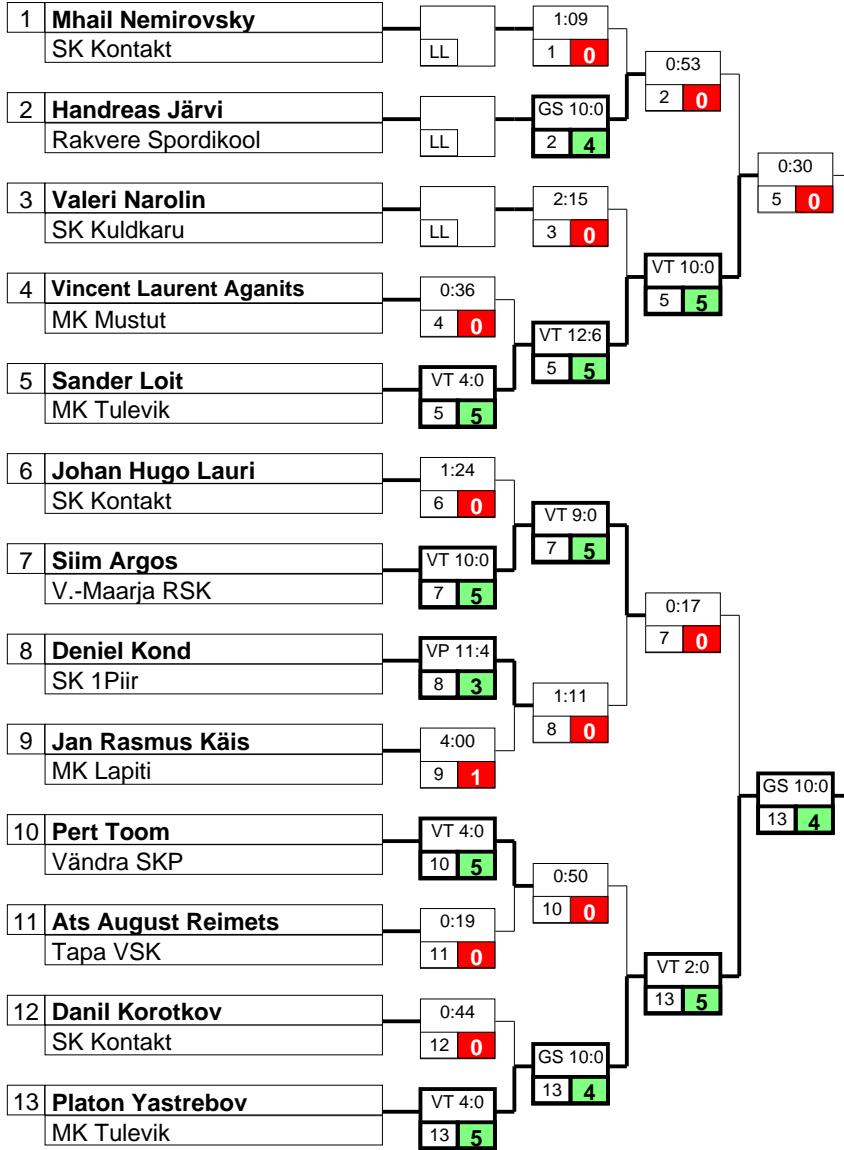 1 Mhail Nemirovsky
SK Kontakt
LL
1:09
1 0
0:53
2 0
2 Handreas Järvi
Rakvere Spordikool
LL
GS 10:0
2 4
0:30
5 0
3 Valeri Narolin
SK Kuldkaru
LL
2:15
3 0
VT 10:0
5 5
4 Vincent Laurent Aganits
MK Mustut
0:36
4 0
VT 12:6
5 5
5 Sander Loit
MK Tulevik
VT 4:0
5 5
6 Johan Hugo Lauri
SK Kontakt
1:24
6 0
VT 9:0
7 5
7 Siim Argos
V.-Maarja RSK
VT 10:0
7 5
0:17
7 0
8 Deniel Kond
SK 1Piir
VP 11:4
8 3
1:11
8 0
9 Jan Rasmus Käis
MK Lapiti
4:00
9 1
GS 10:0
13 4
10 Pert Toom
Vändra SKP
VT 4:0
10 5
0:50
10 0
11 Ats August Reimets
Tapa VSK
0:19
11 0
VT 2:0
13 5
12 Danil Korotkov
SK Kontakt
0:44
12 0
GS 10:0
13 4
13 Platon Yastrebov
MK Tulevik
VT 4:0
13 5